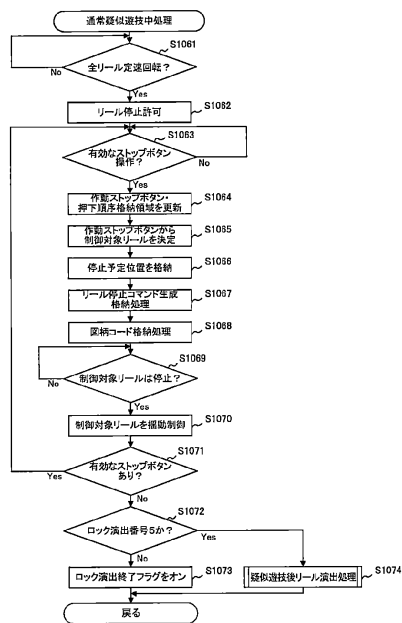 通常疑似遊技中処理
S1061
全リール定速回転？
No
Yes
リール停止許可
S1062
S1063
有効なストップボタン
操作？
No
Yes
作動ストップボタン・
押下順序格納領域を更新
S1064
作動ストップボタンから
制御対象リールを決定
S1065
停止予定位置を格納
S1066
リール停止コマンド生成
格納処理
S1067
図柄コード格納処理
S1068
S1069
制御対象リールは停止？
No
Yes
制御対象リールを揺動制御
S1070
S1071
有効なストップボタン
あり？
Yes
No
S1072
ロック演出番号5か？
Yes
No
ロック演出終了フラグをオン
S1073
疑似遊技後リール演出処理
S1074
戻る